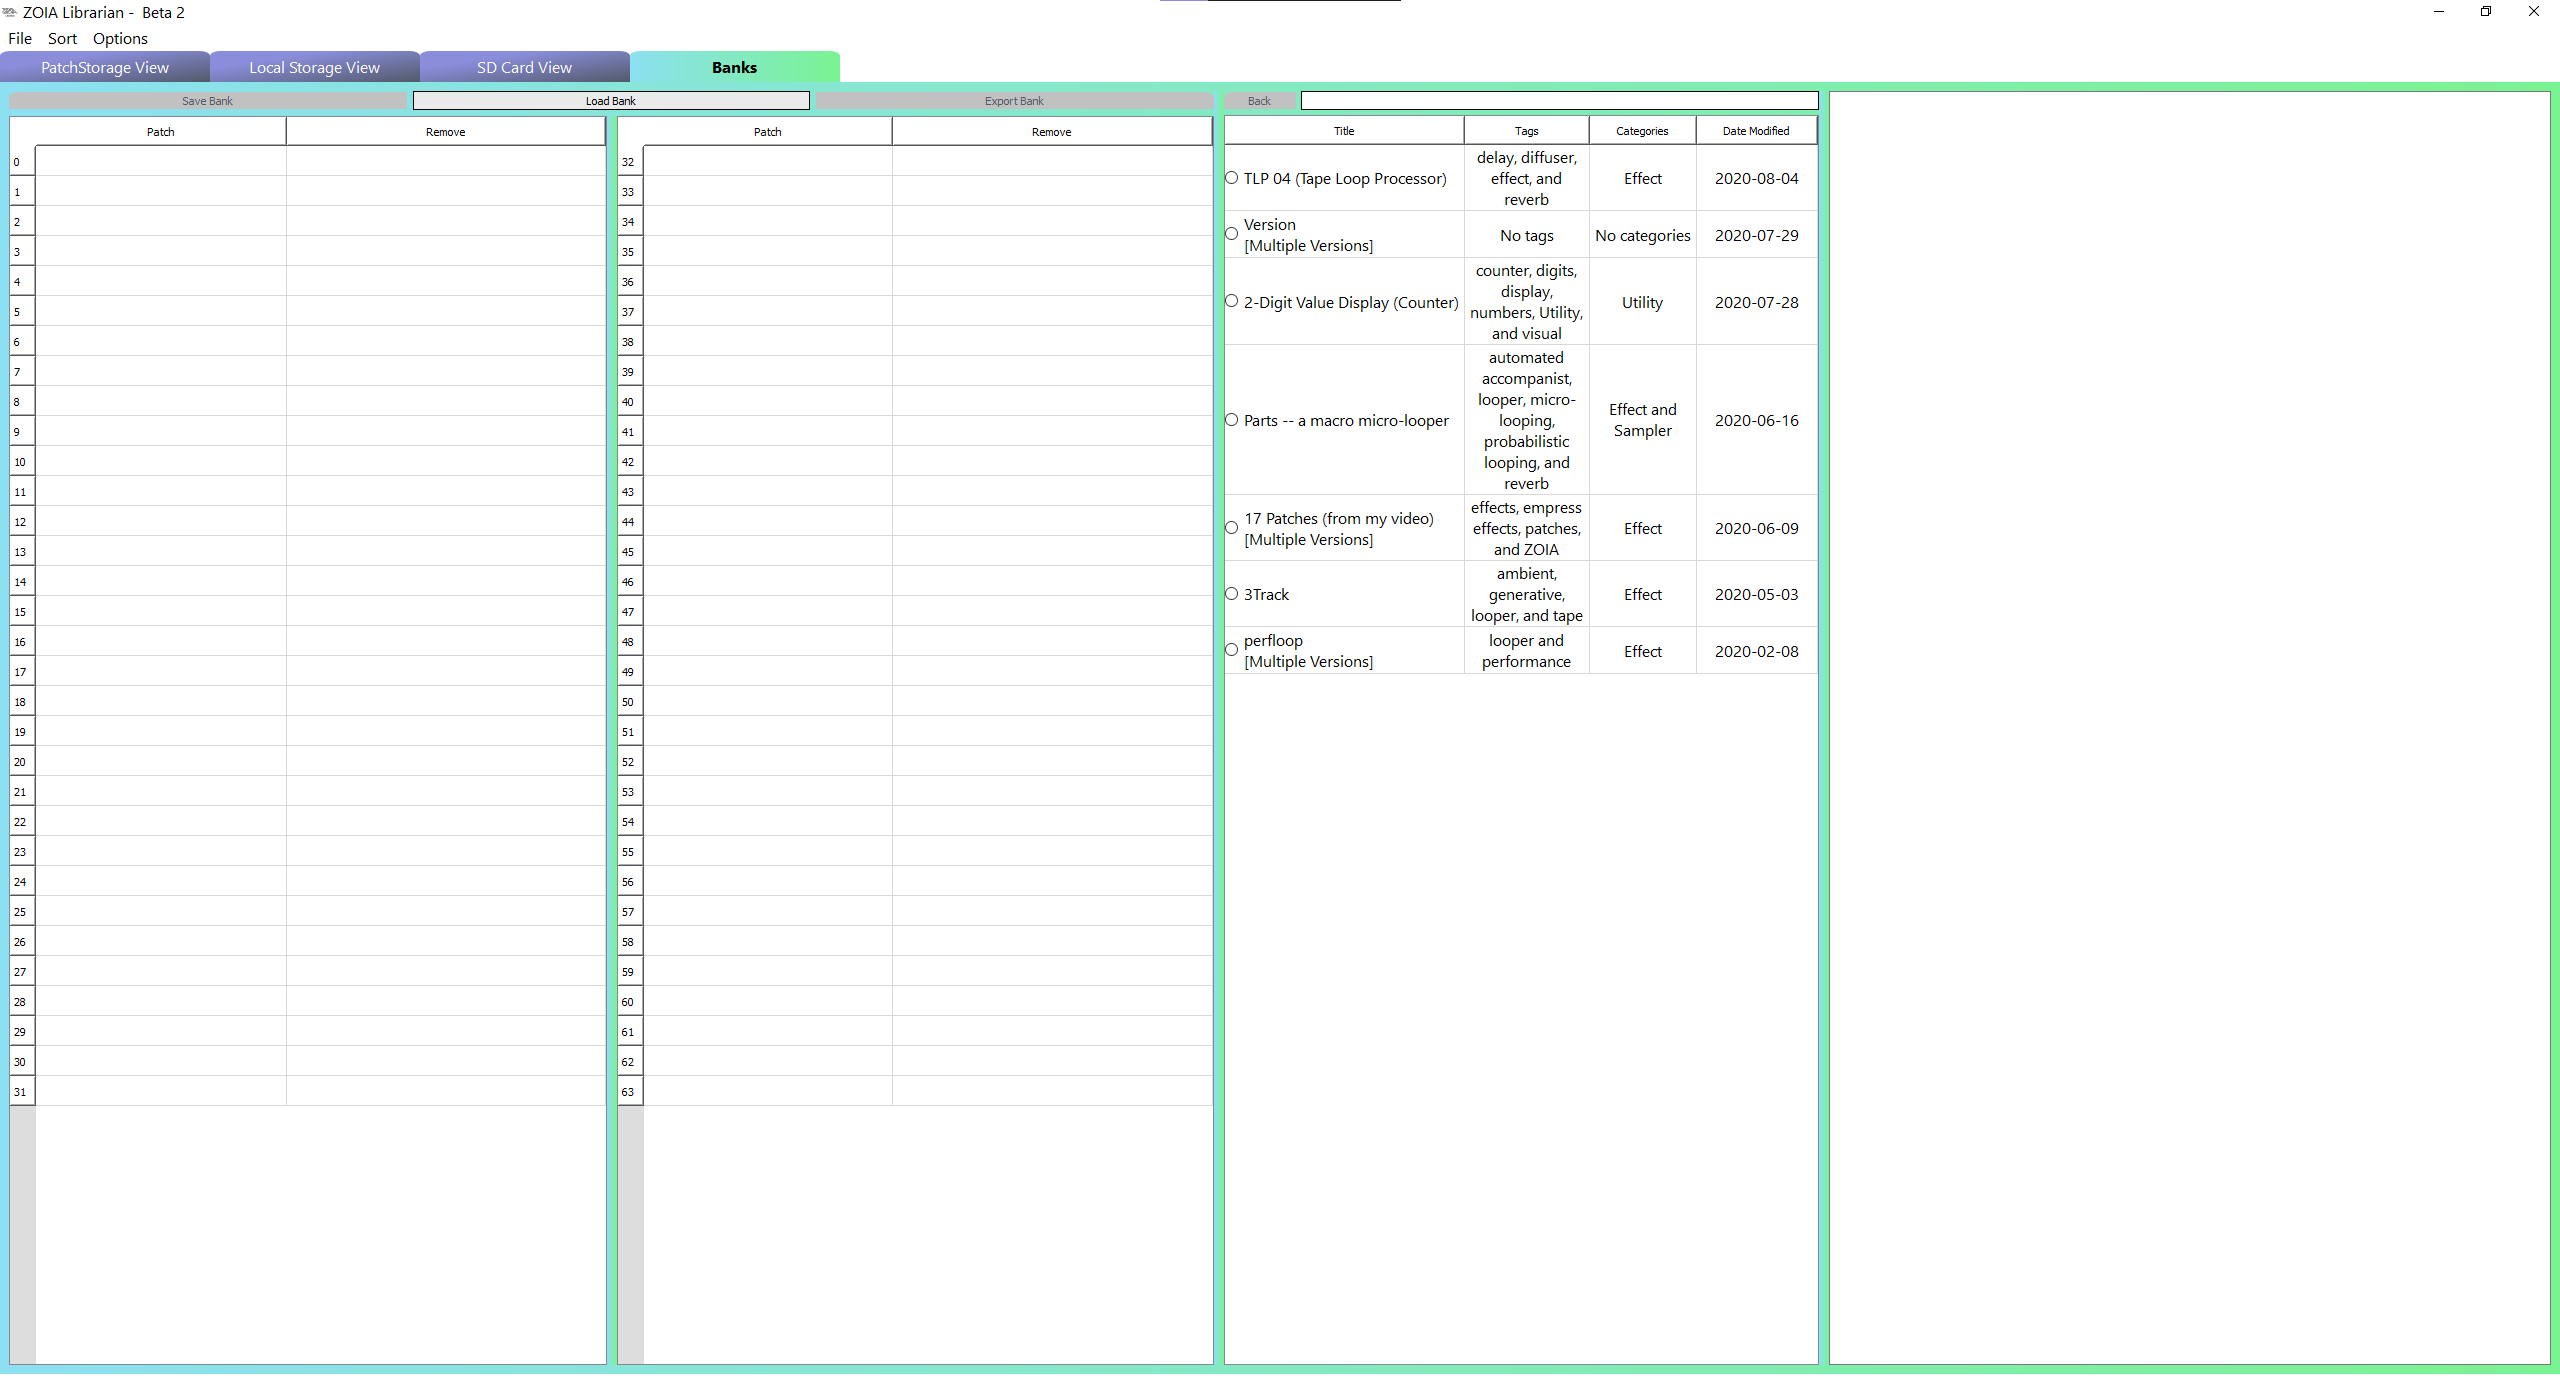 ZOIA Librarian - Beta 2
File Sort Options
PatchStorage View Local Storage View SD Card View Banks
Save Bank Load Bank Export Bank Back
Patch Remove
0
1
2
3
4
5
6
7
8
9
10
11
12
13
14
15
16
17
18
19
20
21
22
23
24
25
26
27
28
29
30
31
Patch Remove
32
33
34
35
36
37
38
39
40
41
42
43
44
45
46
47
48
49
50
51
52
53
54
55
56
57
58
59
60
61
62
63
Title Tags Categories Date Modified
TLP 04 (Tape Loop Processor)
delay, diffuser,
effect, and
reverb
Effect
2020-08-04
Version
[Multiple Versions]
No tags
No categories
2020-07-29
2-Digit Value Display (Counter)
counter, digits,
display,
numbers, Utility,
and visual
Utility
2020-07-28
Parts -- a macro micro-looper
automated
accompanist,
looper, micro-
looping,
probabilistic
looping, and
reverb
Effect and
Sampler
2020-06-16
17 Patches (from my video)
[Multiple Versions]
effects, empress
effects, patches,
and ZOIA
Effect
2020-06-09
3Track
ambient,
generative,
looper, and tape
Effect
2020-05-03
perfloop
[Multiple Versions]
looper and
performance
Effect
2020-02-08